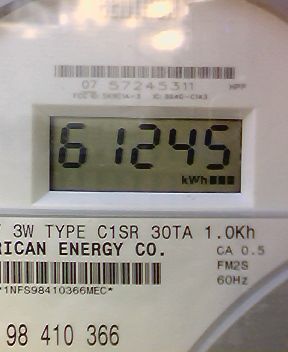 07 57245311
61245
kWh
3W TYPE C1SR 30TA 1.0Kh
RICAN ENERGY CO.
CA 0.5
FM2S
60Hz
*1NFS98410366MEC*
98 410 366